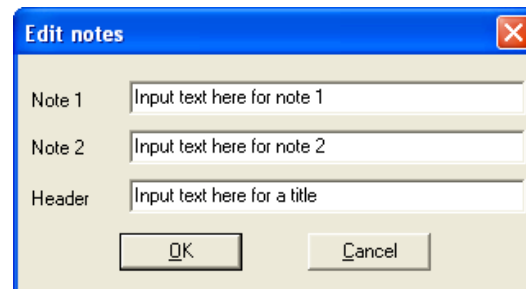 Edit notes
Note 1 Input text here for note 1
Note 2 Input text here for note 2
Header Input text here for a title
OK Cancel